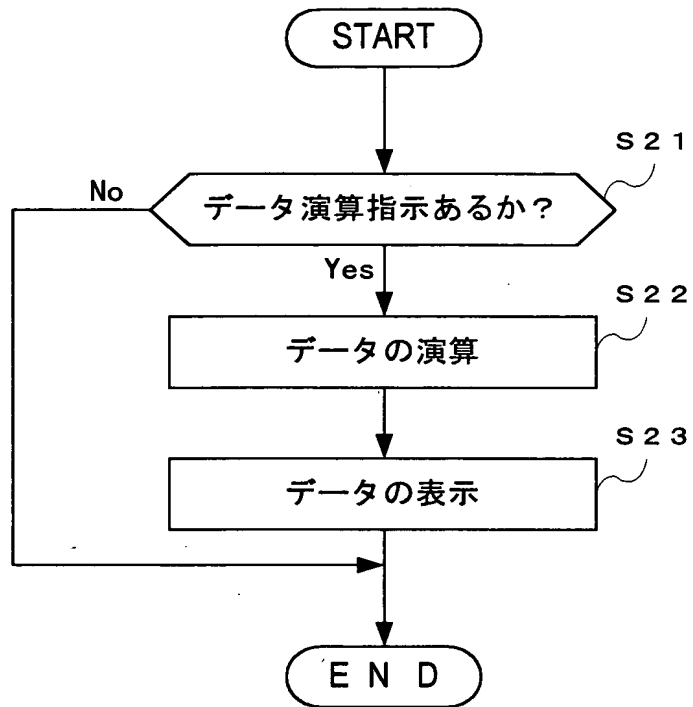 START
S21
No
データ演算指示あるか？
Yes
S22
データの演算
S23
データの表示
END